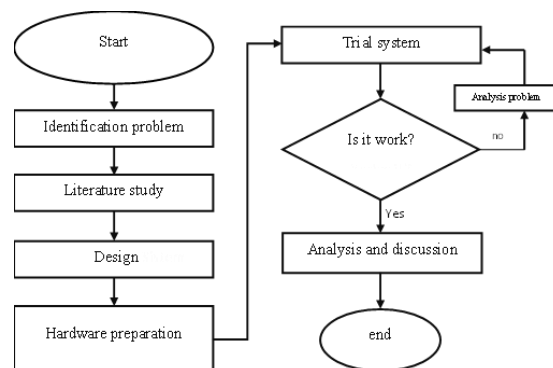 Start
Identification problem
Literature study
Design
Hardware preparation
Trial system
Analysis problem
Is it work?
no
Yes
Analysis and discussion
end